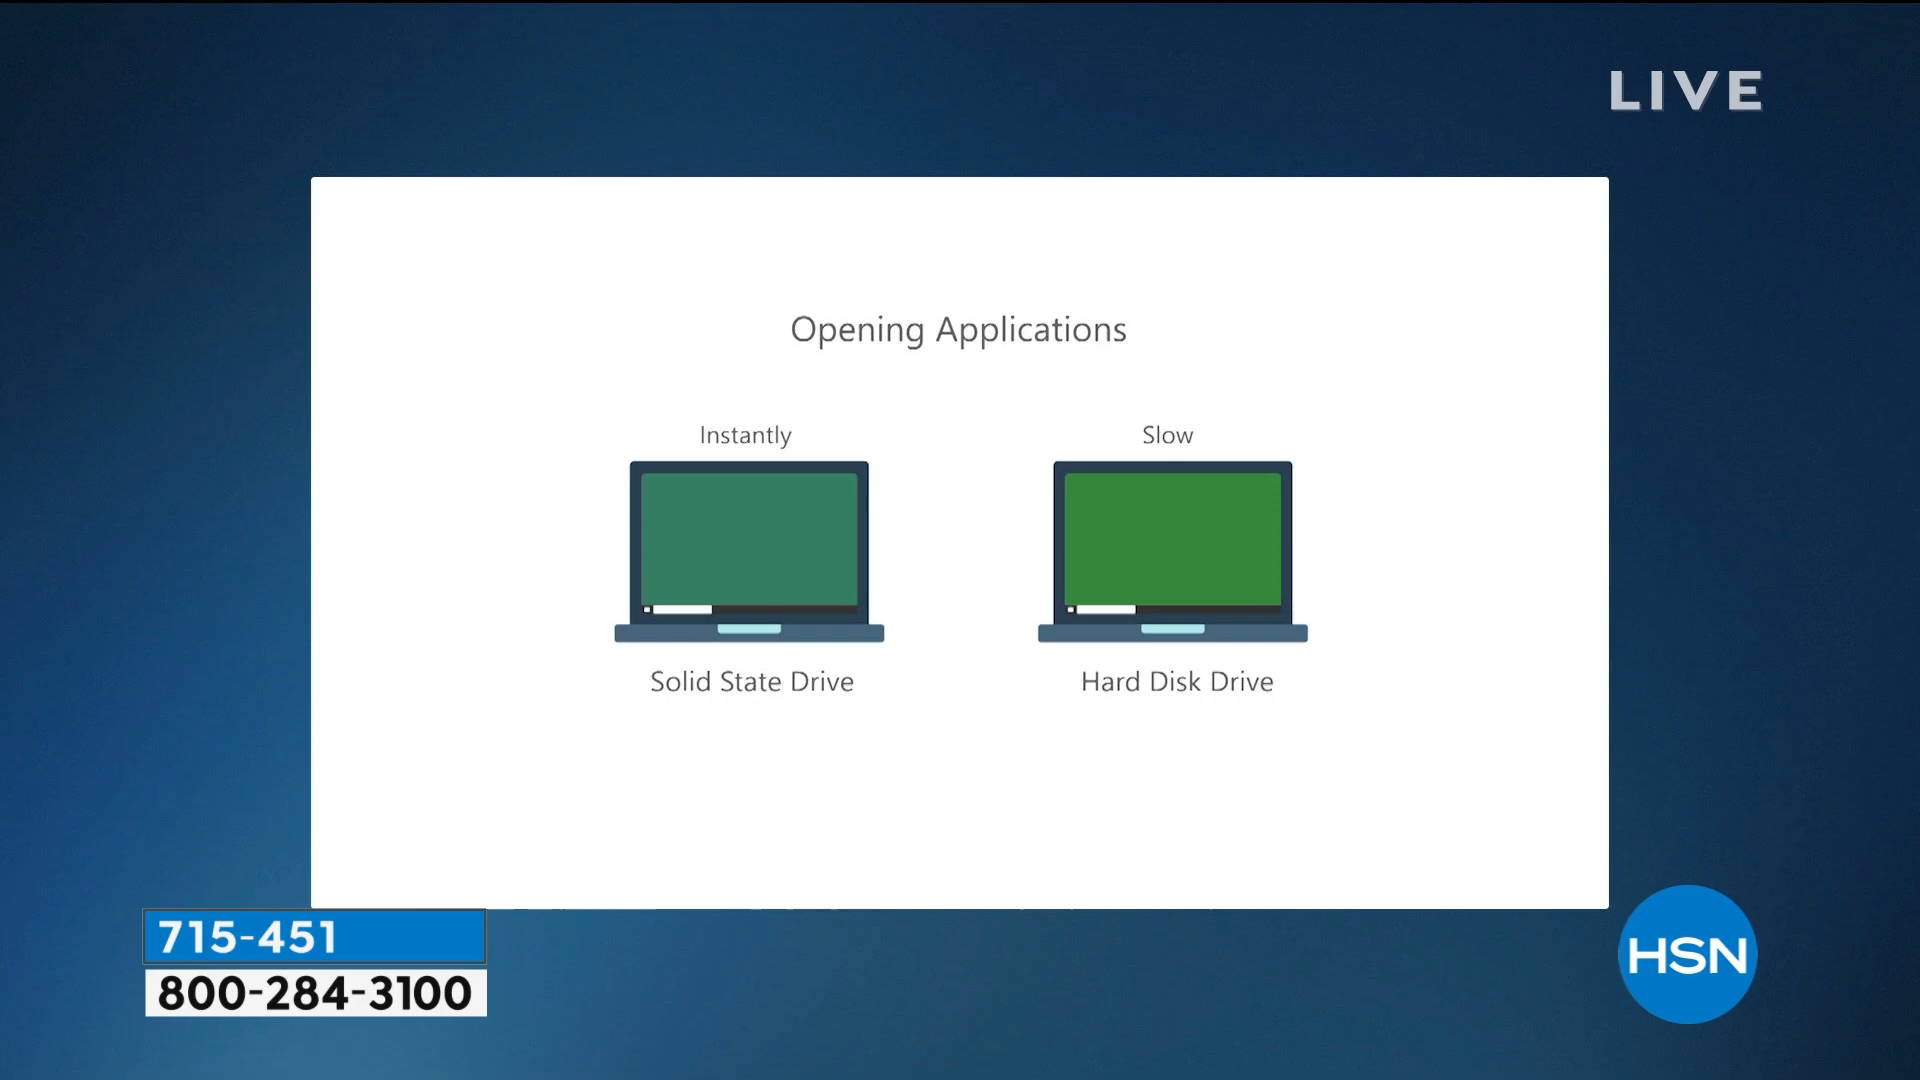 LIVE
Opening Applications
Instantly
Slow
Solid State Drive
Hard Disk Drive
715-451
800-284-3100
HSN